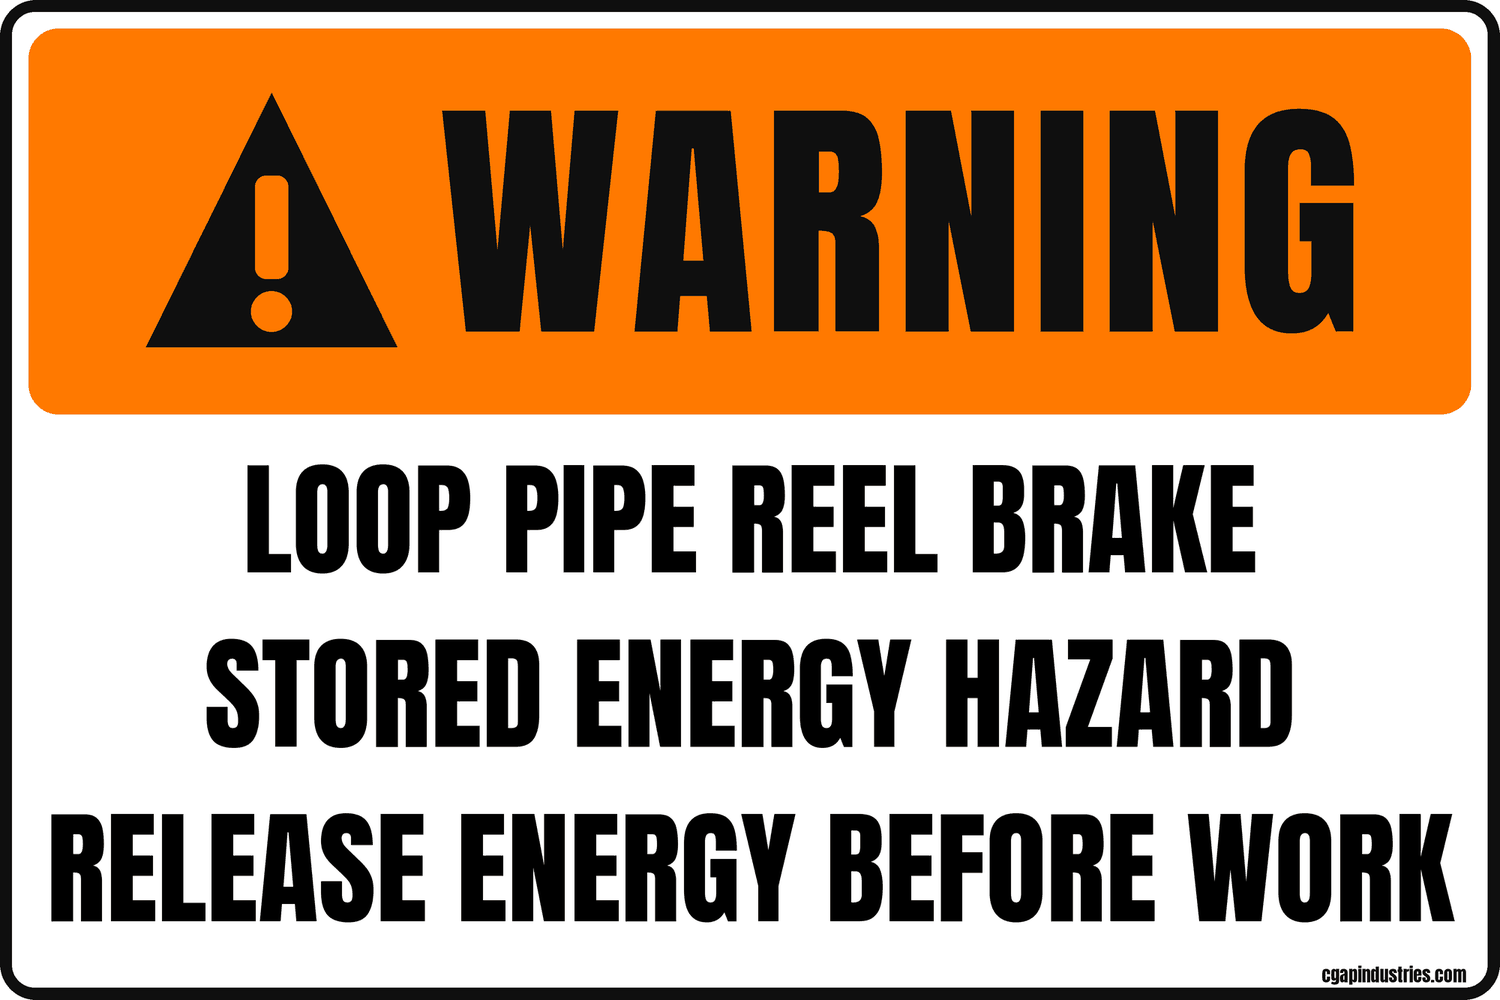 WARNING
LOOP PIPE REEL BRAKE
STORED ENERGY HAZARD
RELEASE ENERGY BEFORE WORK
cgapindustries.com